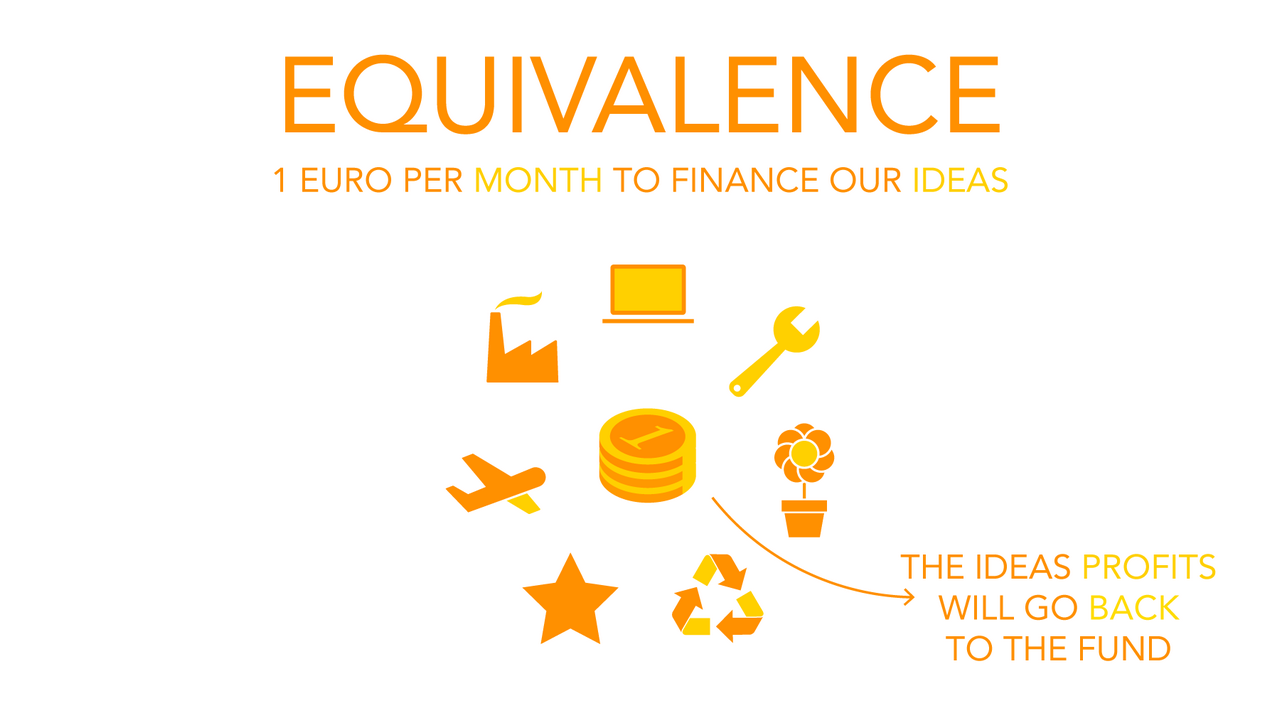 EQUIVALENCE
1 EURO PER MONTH TO FINANCE OUR IDEAS
1
THE IDEAS PROFITS
WILL GO BACK
TO THE FUND